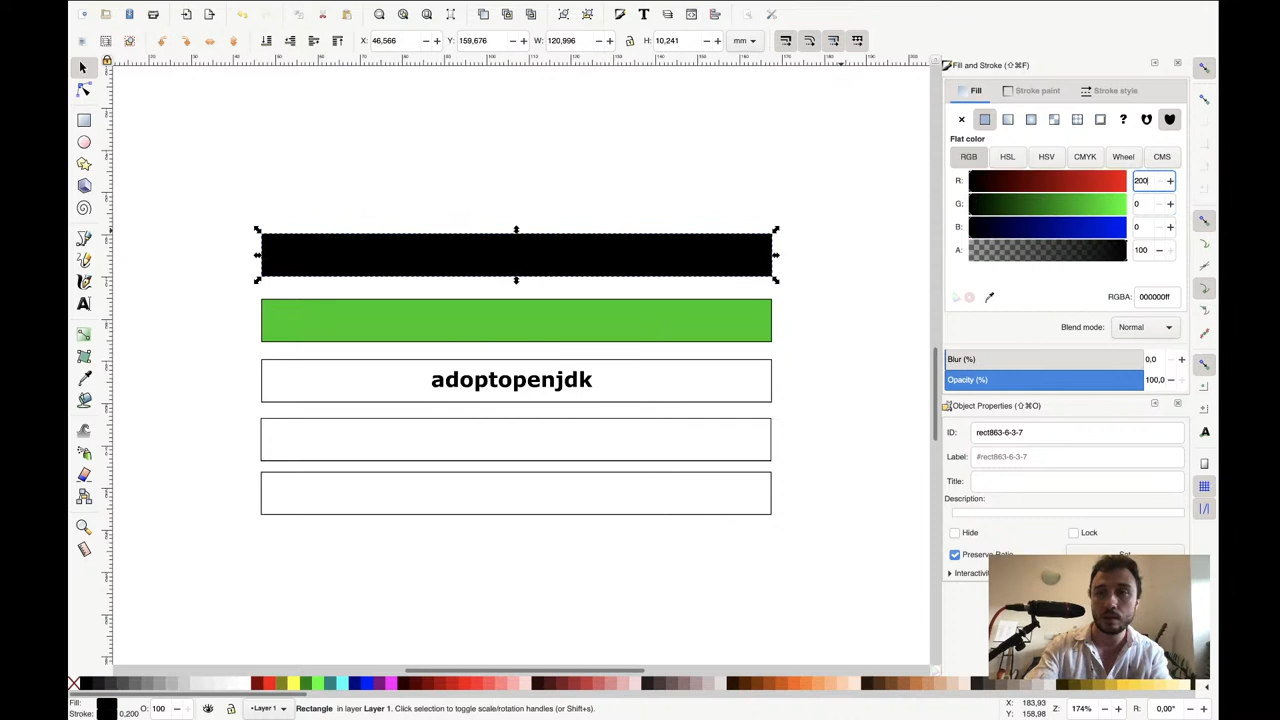 X: 46,566 − + Y: 159,676 − + W: 120,996 − + H: 10,241 − + mm
Fill and Stroke (⇧⌘F)
Fill Stroke paint Stroke style
Flat color
RGB HSL HSV CMYK Wheel CMS
R: 200 − +
G: 0 − +
B: 0 − +
A: 100 − +
RGBA: 000000ff
Blend mode: Normal
Blur (%) 0,0 +
Opacity (%) 100,0 − +
Object Properties (⇧⌘O)
ID: rect863-6-3-7
Label: #rect863-6-3-7
Title:
Description:
Hide Lock
Preserve Ratio Set
adoptopenjdk
Fill:
Stroke: 0,200
O: 100 − +
Layer 1
Rectangle in layer Layer 1. Click selection to toggle scale/rotation handles (or Shift+s).
X: 183,93
Y: 158,98
Z: 174% − + R: 0,00° − +